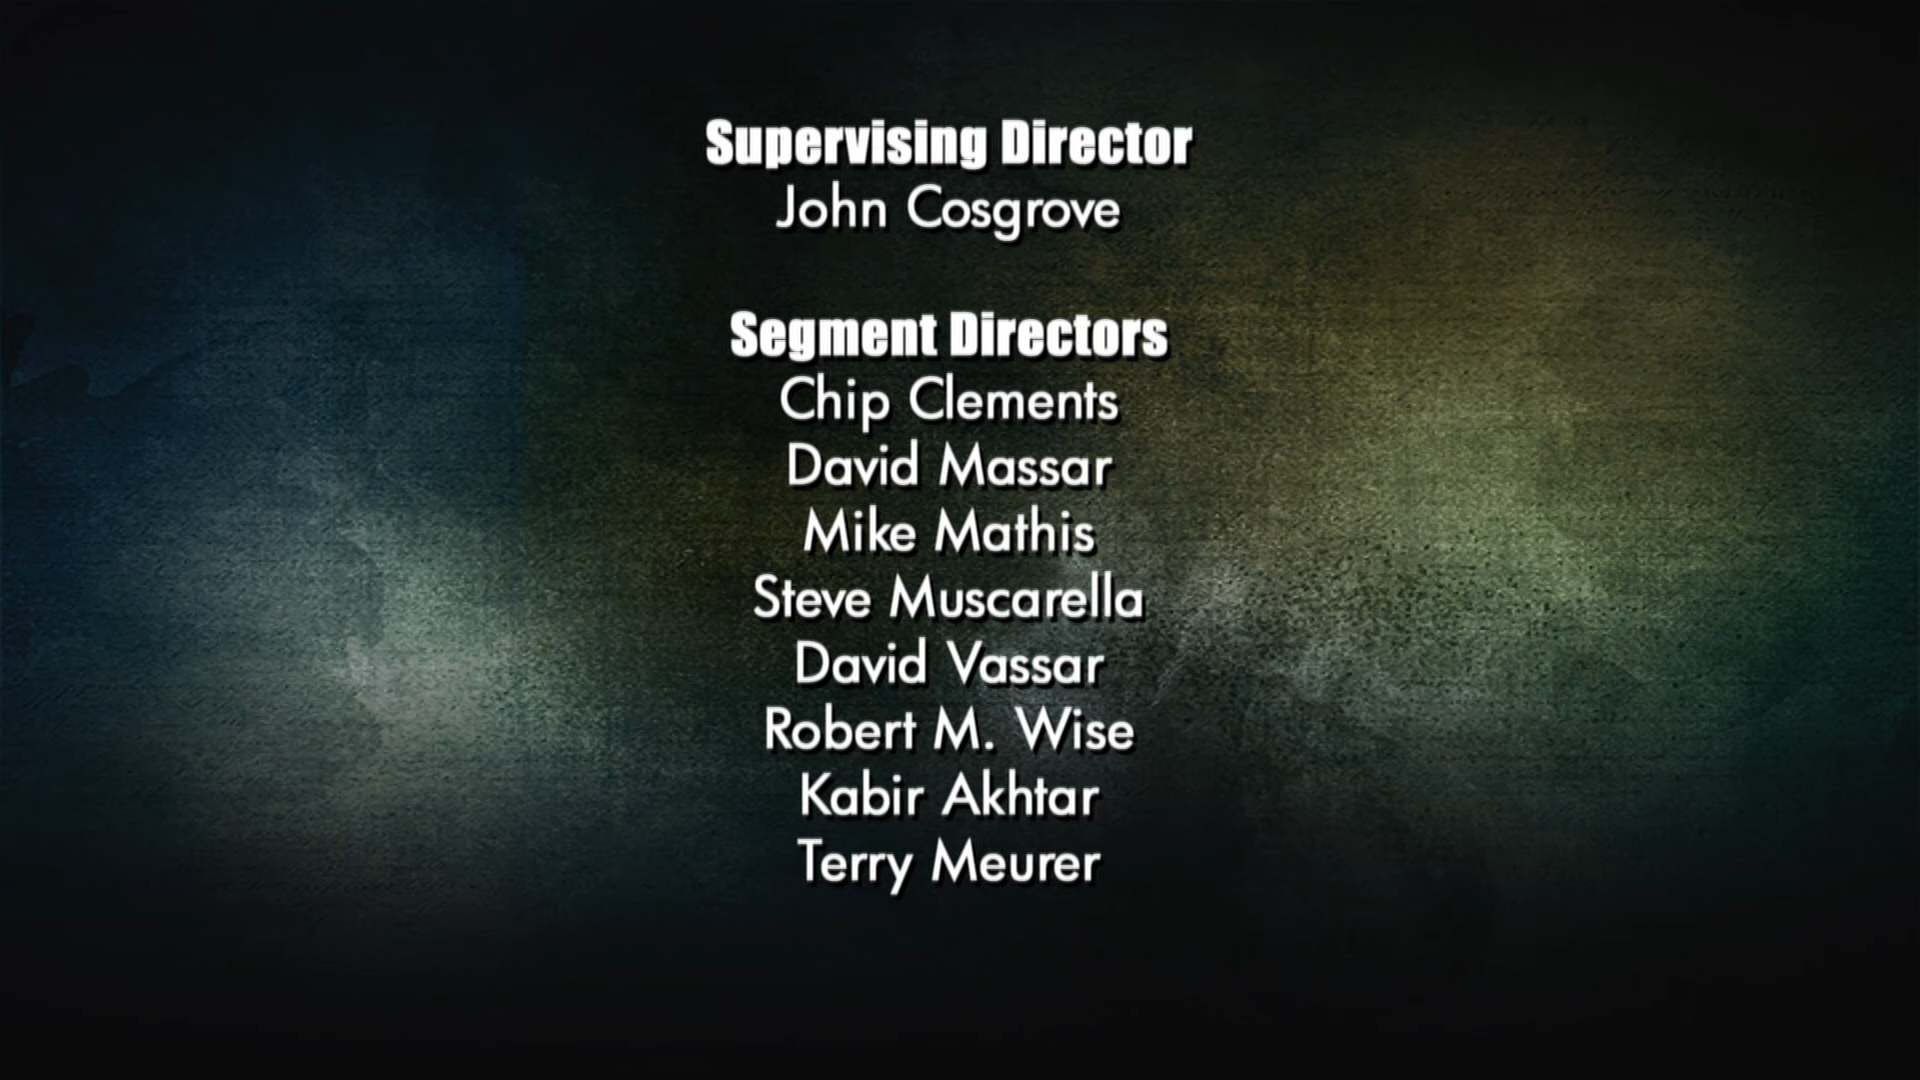 Supervising Director
John Cosgrove
Segment Directors
Chip Clements
David Massar
Mike Mathis
Steve Muscarella
David Vassar
Robert M. Wise
Kabir Akhtar
Terry Meurer